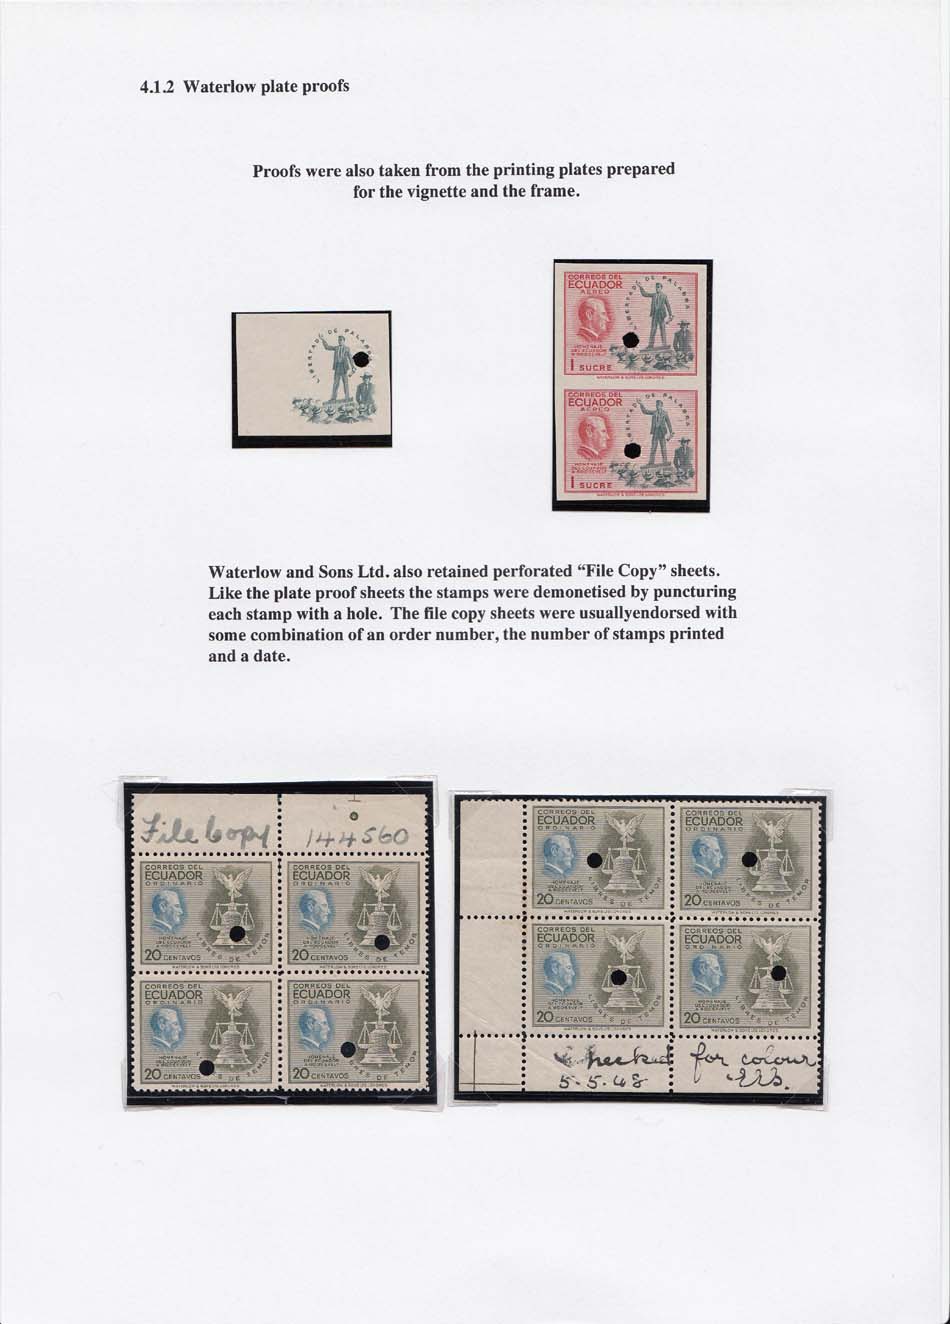 4.1.2 Waterlow plate proofs
Proofs were also taken from the printing plates prepared
for the vignette and the frame.
LIBERTAD DE PALABRA
CORREOS DEL
ECUADOR
AEREO
LIBERTAD DE PALABRA
HOMENAJE
DEL ECUADOR
A ROOSEVELT
1 SUCRE
WATERLOW & SONS LTD. LONDRES
CORREOS DEL
ECUADOR
AEREO
LIBERTAD DE PALABRA
HOMENAJE
DEL ECUADOR
A ROOSEVELT
1 SUCRE
WATERLOW & SONS LTD. LONDRES
Waterlow and Sons Ltd. also retained perforated “File Copy” sheets.
Like the plate proof sheets the stamps were demonetised by puncturing
each stamp with a hole. The file copy sheets were usuallyendorsed with
some combination of an order number, the number of stamps printed
and a date.
File Copy
144560
CORREOS DEL
ECUADOR
ORDINARIO
HOMENAJE
DEL ECUADOR
A ROOSEVELT
LIBRES DE TEMOR
20 CENTAVOS
WATERLOW & SONS LTD. LONDRES
CORREOS DEL
ECUADOR
ORDINARIO
HOMENAJE
DEL ECUADOR
A ROOSEVELT
LIBRES DE TEMOR
20 CENTAVOS
WATERLOW & SONS LTD. LONDRES
CORREOS DEL
ECUADOR
ORDINARIO
HOMENAJE
DEL ECUADOR
A ROOSEVELT
LIBRES DE TEMOR
20 CENTAVOS
WATERLOW & SONS LTD. LONDRES
CORREOS DEL
ECUADOR
ORDINARIO
HOMENAJE
DEL ECUADOR
A ROOSEVELT
LIBRES DE TEMOR
20 CENTAVOS
WATERLOW & SONS LTD. LONDRES
CORREOS DEL
ECUADOR
ORDINARIO
HOMENAJE
DEL ECUADOR
A ROOSEVELT
LIBRES DE TEMOR
20 CENTAVOS
WATERLOW & SONS LTD. LONDRES
CORREOS DEL
ECUADOR
ORDINARIO
HOMENAJE
DEL ECUADOR
A ROOSEVELT
LIBRES DE TEMOR
20 CENTAVOS
WATERLOW & SONS LTD. LONDRES
CORREOS DEL
ECUADOR
ORDINARIO
HOMENAJE
DEL ECUADOR
A ROOSEVELT
LIBRES DE TEMOR
20 CENTAVOS
WATERLOW & SONS LTD. LONDRES
CORREOS DEL
ECUADOR
ORDINARIO
HOMENAJE
DEL ECUADOR
A ROOSEVELT
LIBRES DE TEMOR
20 CENTAVOS
WATERLOW & SONS LTD. LONDRES
Checked for colour
5.5.48